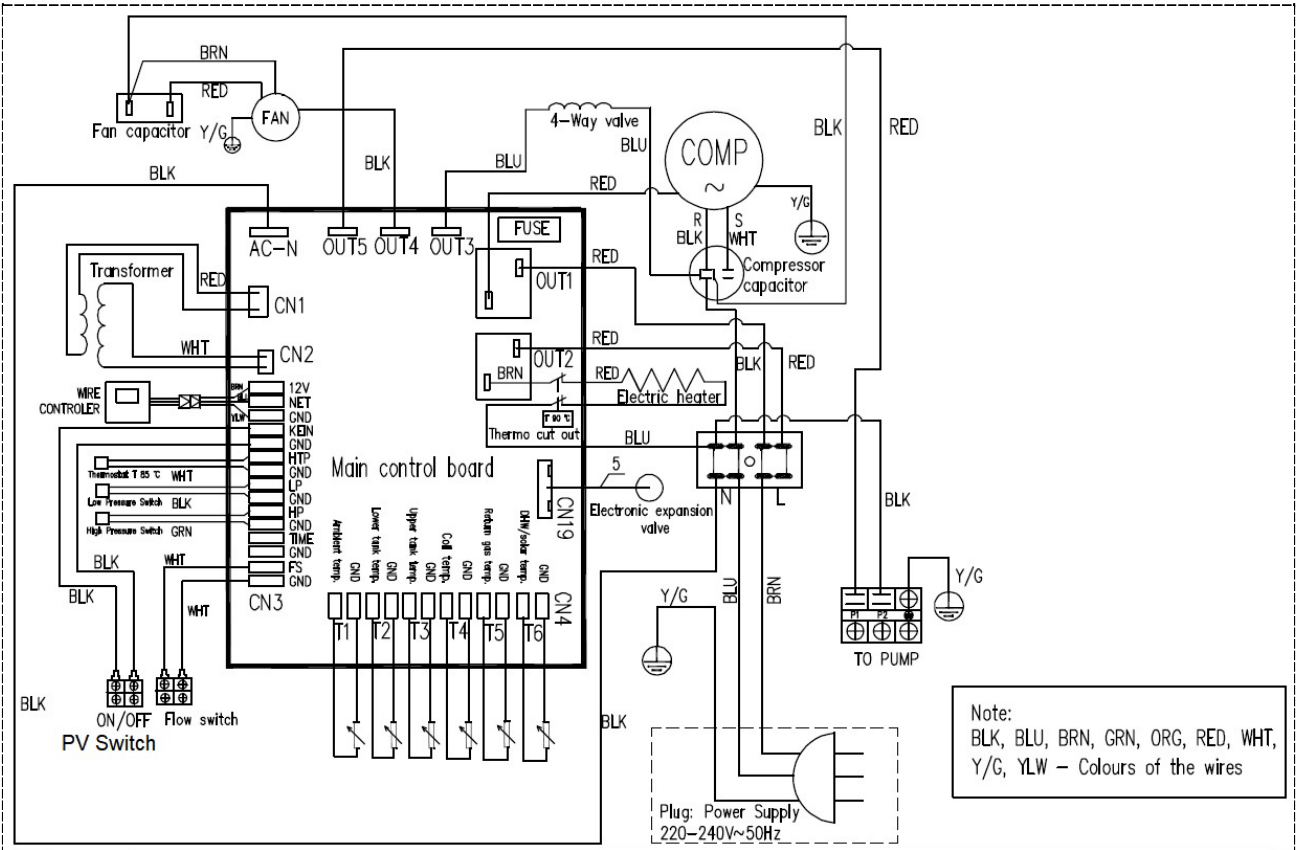 BRN
RED
FAN
Fan capacitor
Y/G
BLK
BLK
BLU
4-Way valve
BLU
RED
COMP
~
R
BLK
S
WHT
Y/G
BLK
RED
Compressor
capacitor
AC-N
OUT5
OUT4
OUT3
FUSE
OUT1
RED
Transformer
RED
CN1
WHT
CN2
OUT2
RED
BRN
RED
Electric heater
T 90 ℃
Thermo cut out
BLU
BLK
RED
WIRE
CONTROLER
BRN
BLU
YLW
12V
NET
GND
KEIN
GND
HTP
GND
LP
GND
HP
GND
TIME
GND
FS
GND
CN3
Thermostat T 85 ℃
WHT
Low Pressure Switch
BLK
High Pressure Switch
GRN
BLK
BLK
WHT
WHT
Main control board
5
CN19
Electronic expansion
valve
N
L
Ambient temp.
GND
Lower tank temp.
GND
Upper tank temp.
GND
Coil temp.
GND
Return gas temp.
GND
DHW/solar temp.
GND
CN4
T1
T2
T3
T4
T5
T6
Y/G
BLU
BRN
BLK
Y/G
P1
P2
TO PUMP
ON/OFF
PV Switch
Flow switch
BLK
BLK
Plug: Power Supply
220-240V~50Hz
Note:
BLK, BLU, BRN, GRN, ORG, RED, WHT,
Y/G, YLW – Colours of the wires